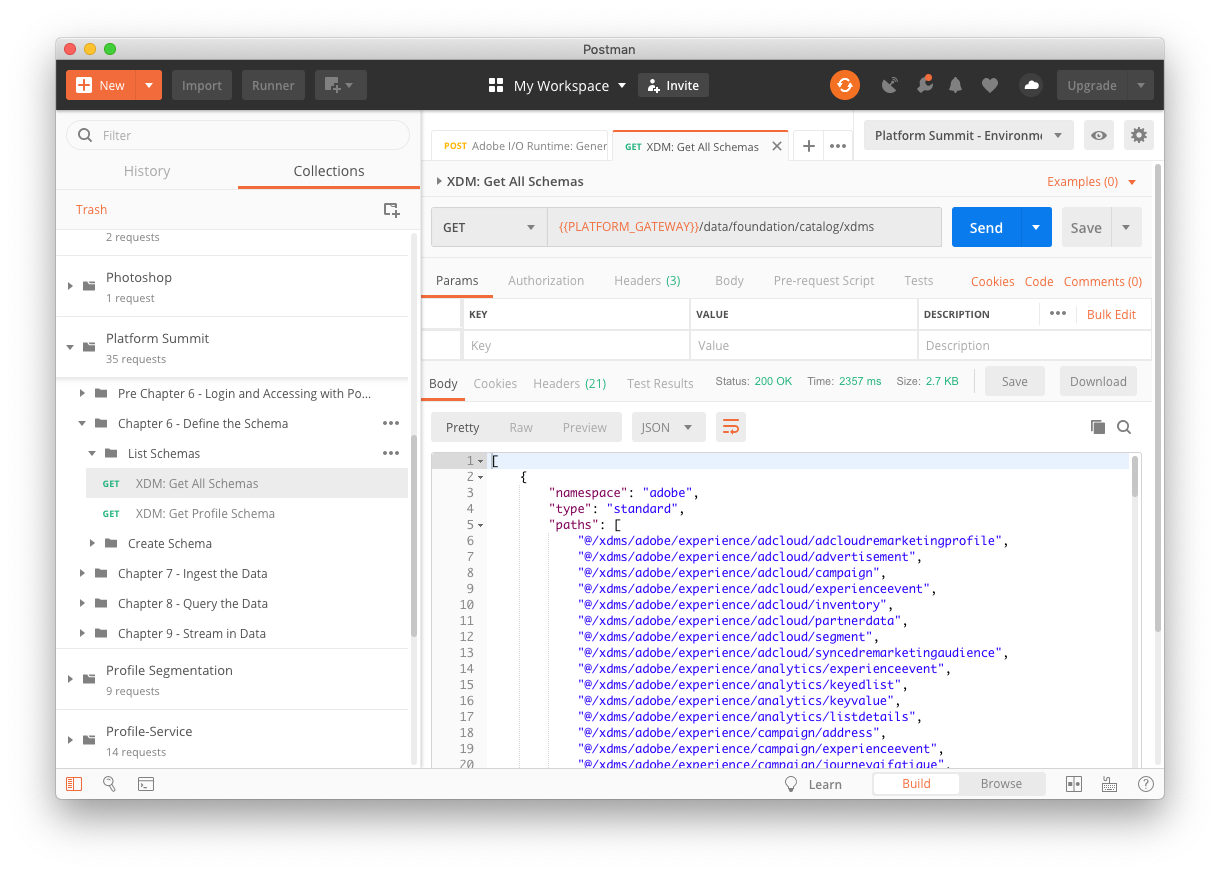 Postman
New
Import
Runner
My Workspace
Invite
Upgrade
Filter
History
Collections
Trash
2 requests
Photoshop
1 request
Platform Summit
35 requests
Pre Chapter 6 - Login and Accessing with Po...
Chapter 6 - Define the Schema
List Schemas
GET XDM: Get All Schemas
GET XDM: Get Profile Schema
Create Schema
Chapter 7 - Ingest the Data
Chapter 8 - Query the Data
Chapter 9 - Stream in Data
Profile Segmentation
9 requests
Profile-Service
14 requests
POST Adobe I/O Runtime: Gener
GET XDM: Get All Schemas
Platform Summit - Environm
XDM: Get All Schemas
Examples (0)
GET
{{PLATFORM_GATEWAY}}/data/foundation/catalog/xdms
Send
Save
Params
Authorization
Headers (3)
Body
Pre-request Script
Tests
Cookies
Code
Comments (0)
KEY
VALUE
DESCRIPTION
Bulk Edit
Key
Value
Description
Body
Cookies
Headers (21)
Test Results
Status: 200 OK
Time: 2357 ms
Size: 2.7 KB
Save
Download
Pretty
Raw
Preview
JSON
1 [
2 {
3 "namespace": "adobe",
4 "type": "standard",
5 "paths": [
6 "@/xdms/adobe/experience/adcloud/adcloudremarketingprofile",
7 "@/xdms/adobe/experience/adcloud/advertisement",
8 "@/xdms/adobe/experience/adcloud/campaign",
9 "@/xdms/adobe/experience/adcloud/experienceevent",
10 "@/xdms/adobe/experience/adcloud/inventory",
11 "@/xdms/adobe/experience/adcloud/partnerdata",
12 "@/xdms/adobe/experience/adcloud/segment",
13 "@/xdms/adobe/experience/adcloud/syncedremarketingaudience",
14 "@/xdms/adobe/experience/analytics/experienceevent",
15 "@/xdms/adobe/experience/analytics/keyedlist",
16 "@/xdms/adobe/experience/analytics/keyvalue",
17 "@/xdms/adobe/experience/analytics/listdetails",
18 "@/xdms/adobe/experience/campaign/address",
19 "@/xdms/adobe/experience/campaign/experienceevent",
20
Learn
Build
Browse